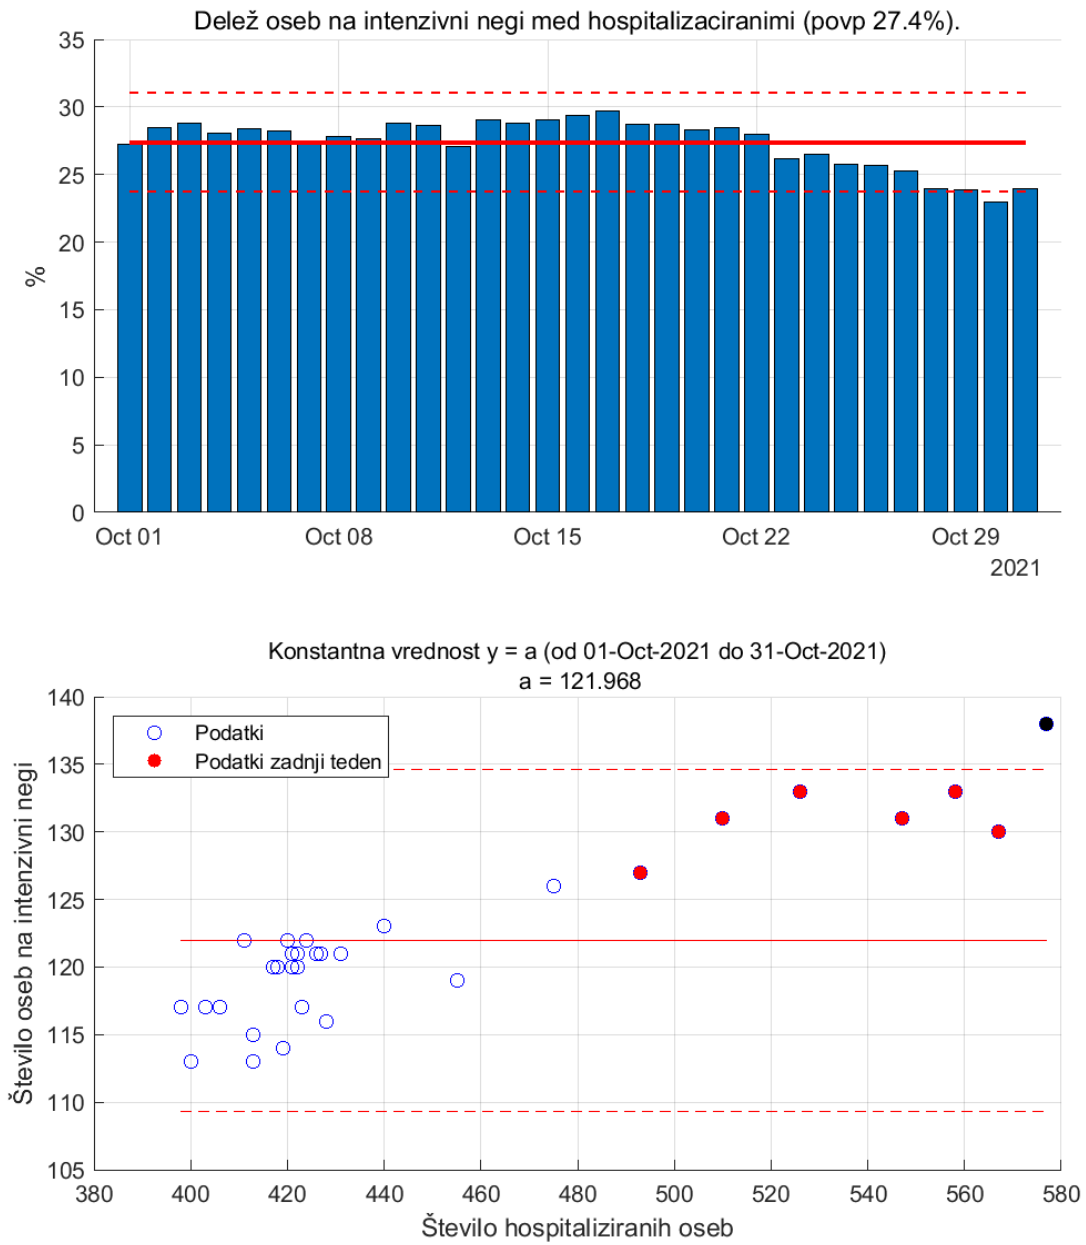 Delež oseb na intenzivni negi med hospitalizaciranimi (povp 27.4%).
35
30
25
20
15
10
5
0
%
Oct 01 Oct 08 Oct 15 Oct 22 Oct 29
2021
Konstantna vrednost y = a (od 01-Oct-2021 do 31-Oct-2021)
a = 121.968
140
135
130
125
120
115
110
105
Število oseb na intenzivni negi
Podatki
Podatki zadnji teden
380 400 420 440 460 480 500 520 540 560 580
Število hospitaliziranih oseb